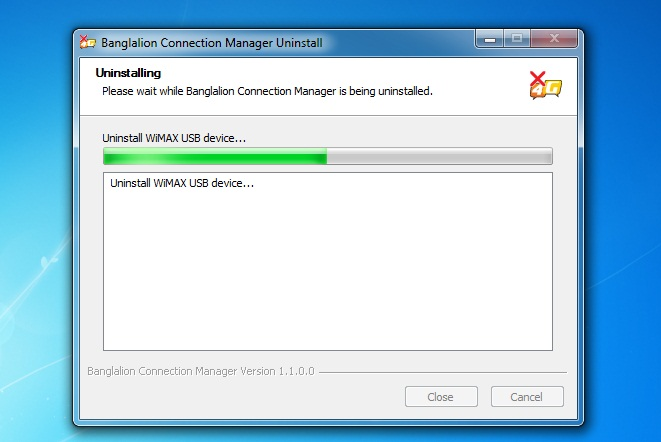 Banglalion Connection Manager Uninstall
Uninstalling
Please wait while Banglalion Connection Manager is being uninstalled.
4G
Uninstall WiMAX USB device...
Uninstall WiMAX USB device...
Banglalion Connection Manager Version 1.1.0.0
Close Cancel